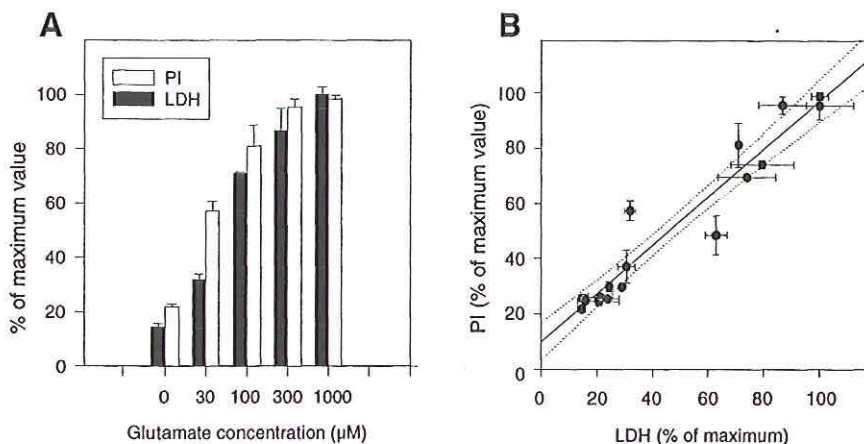 A
PI
LDH
% of maximum value
100
80
60
40
20
0
0 30 100 300 1000
Glutamate concentration (µM)
B
PI (% of maximum value)
100
80
60
40
20
0
0 20 40 60 80 100
LDH (% of maximum)